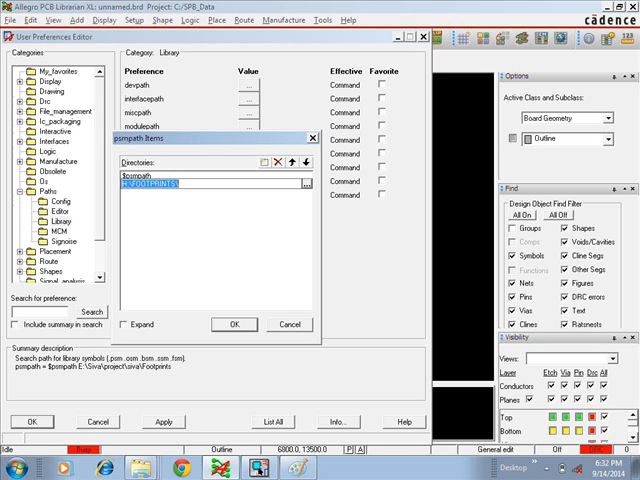 Allegro PCB Librarian XL: unnamed.brd Project: C:/SPB_Data
File Edit View Add Display Setup Shape Logic Route Manufacture Tools Help
cādence
User Preferences Editor
Categories
My_favorites
Display
Drawing
Drc
File_management
Ic_packaging
Interactive
Interfaces
Logic
Manufacture
Obsolete
Os
Paths
Config
Editor
Library
MCM
Signoise
Placement
Route
Shapes
Signal_analysis
Search for preference:
Search
Include summary in search
Category: Library
Preference Value Effective Favorite
devpath ... Command
interfacepath ... Command
miscpath ... Command
modulepath ... Command
Command
Command
Command
Command
Command
psmpath Items
Directories:
$psmpath
H:\FOOTPRINTS\ ...
Expand OK Cancel
Summary description
Search path for library symbols (.psm .osm .bsm .ssm .fsm).
psmpath = $psmpath E:\Siva\project\siva\Footprints
OK Cancel Apply List All Info... Help
Options
Active Class and Subclass:
Board Geometry
Outline
Find
Design Object Find Filter
All On All Off
Groups Shapes
Comps Voids/Cavities
Symbols Cline Segs
Functions Other Segs
Nets Figures
Pins DRC errors
Vias Text
Clines Ratsnests
Visibility
Views:
Layer Etch Via Pin Drc All
Conductors
Planes
Top
Bottom
Idle Outline 6800.0, 13500.0 P A General edit Off DRC
Desktop 6:32 PM
9/14/2014